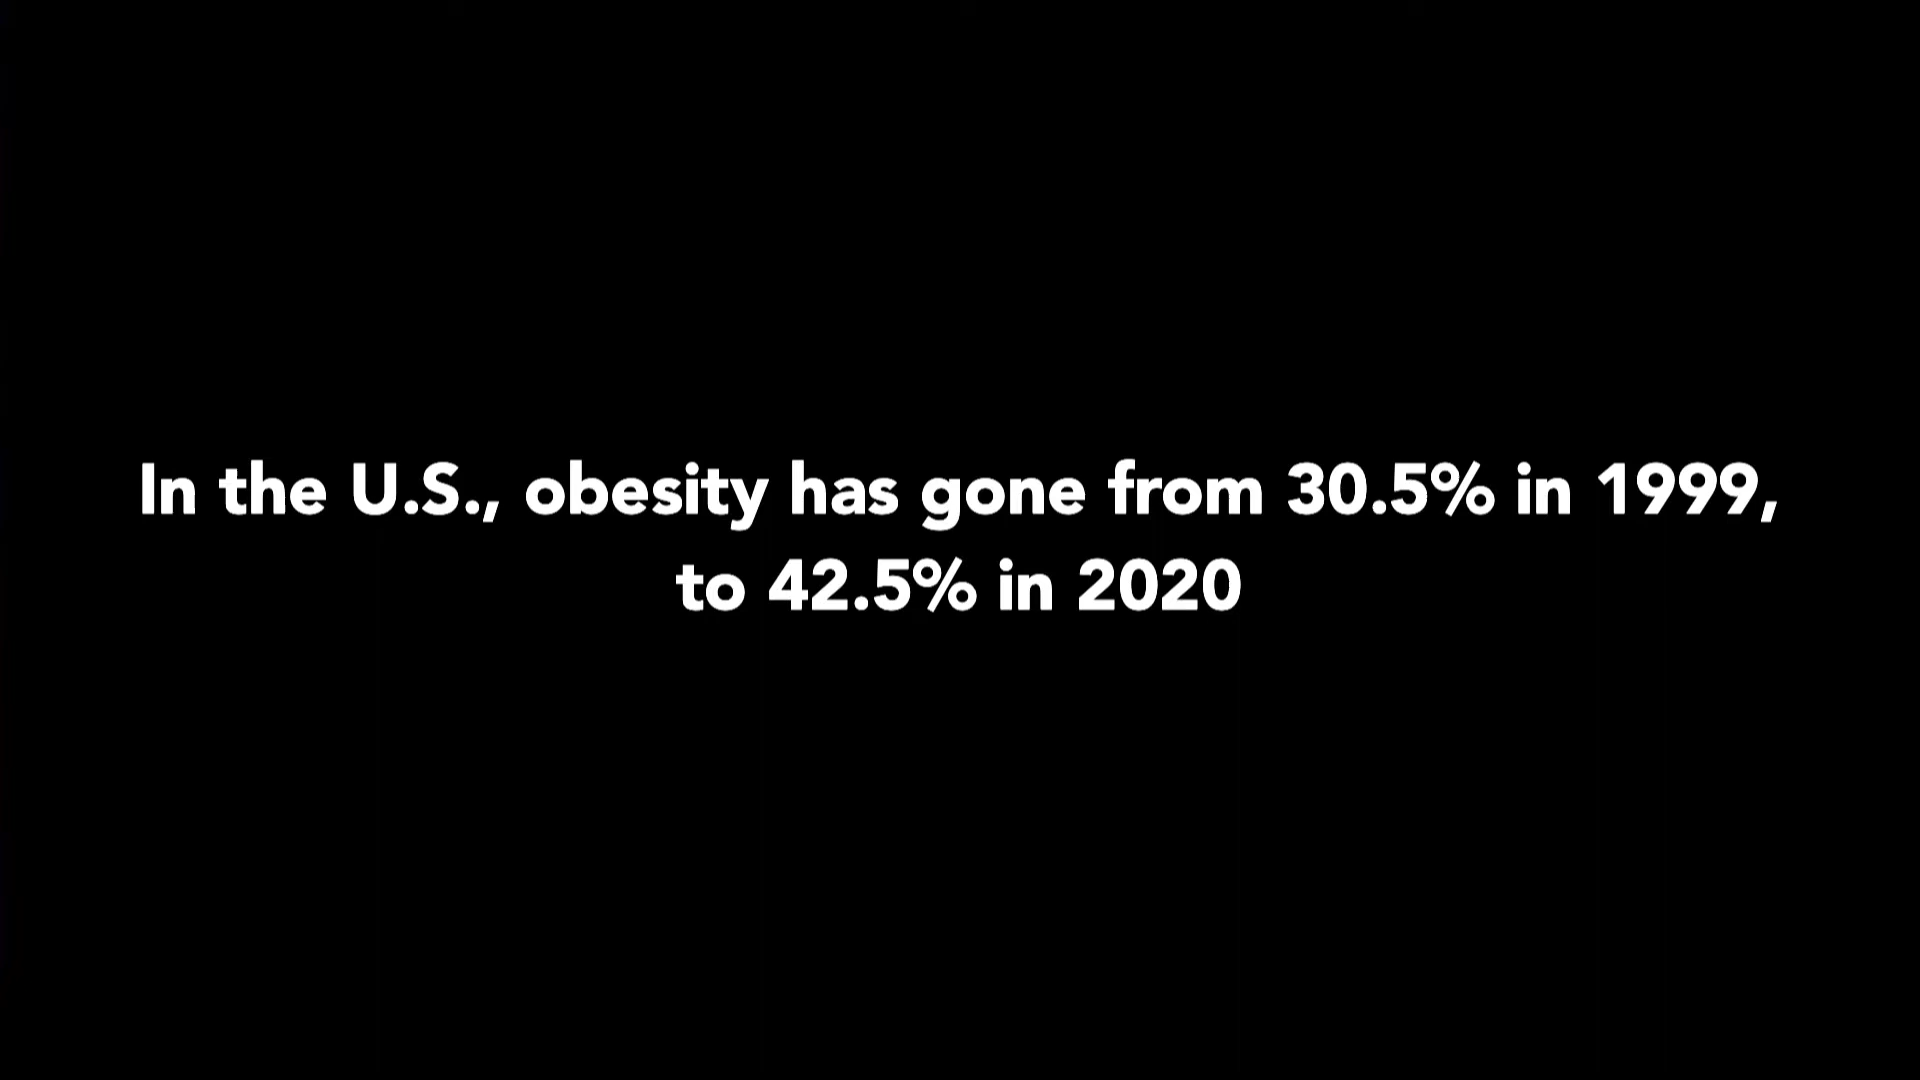 In the U.S., obesity has gone from 30.5% in 1999,
to 42.5% in 2020